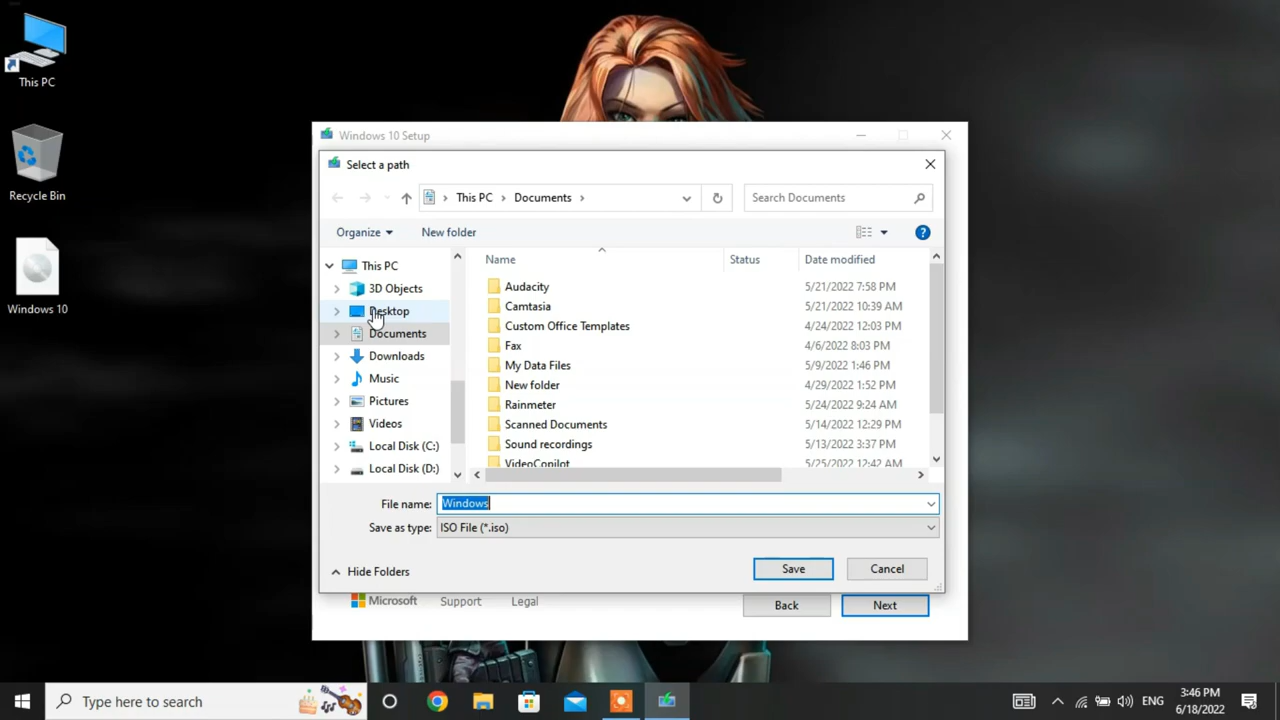 This PC
Recycle Bin
Windows 10
Windows 10 Setup
Select a path
This PC
Documents
Search Documents
Organize
New folder
This PC
3D Objects
Desktop
Documents
Downloads
Music
Pictures
Videos
Local Disk (C:)
Local Disk (D:)
Name Status Date modified
Audacity 5/21/2022 7:58 PM
Camtasia 5/21/2022 10:39 AM
Custom Office Templates 4/24/2022 12:03 PM
Fax 4/6/2022 8:03 PM
My Data Files 5/9/2022 1:46 PM
New folder 4/29/2022 1:52 PM
Rainmeter 5/24/2022 9:24 AM
Scanned Documents 5/14/2022 12:29 PM
Sound recordings 5/13/2022 3:37 PM
VideoCopilot 5/25/2022 12:42 AM
File name: Windows
Save as type: ISO File (*.iso)
Hide Folders
Save
Cancel
Microsoft
Support
Legal
Back
Next
Type here to search
ENG
3:46 PM
6/18/2022